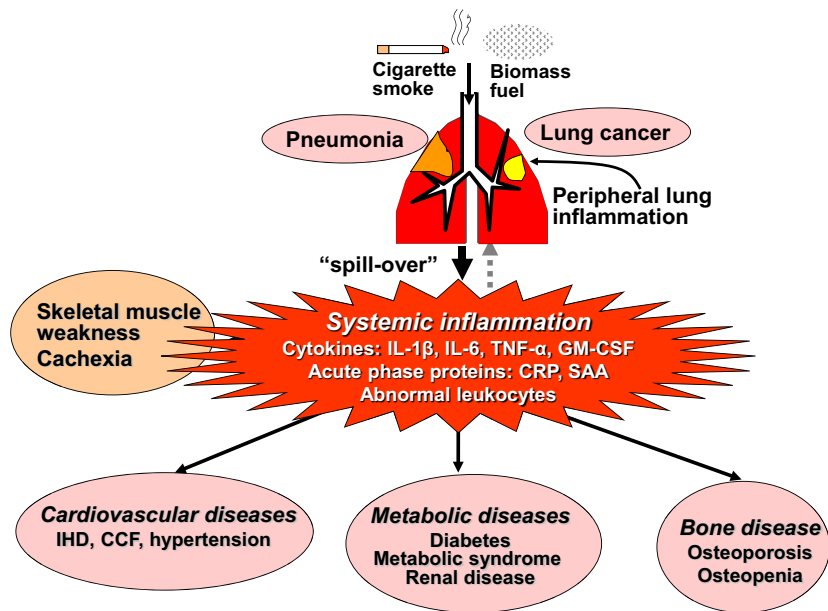 Cigarette
smoke
Biomass
fuel
Pneumonia
Lung cancer
Peripheral lung
inflammation
“spill-over”
Skeletal muscle
weakness
Cachexia
Systemic inflammation
Cytokines: IL-1β, IL-6, TNF-α, GM-CSF
Acute phase proteins: CRP, SAA
Abnormal leukocytes
Cardiovascular diseases
IHD, CCF, hypertension
Metabolic diseases
Diabetes
Metabolic syndrome
Renal disease
Bone disease
Osteoporosis
Osteopenia